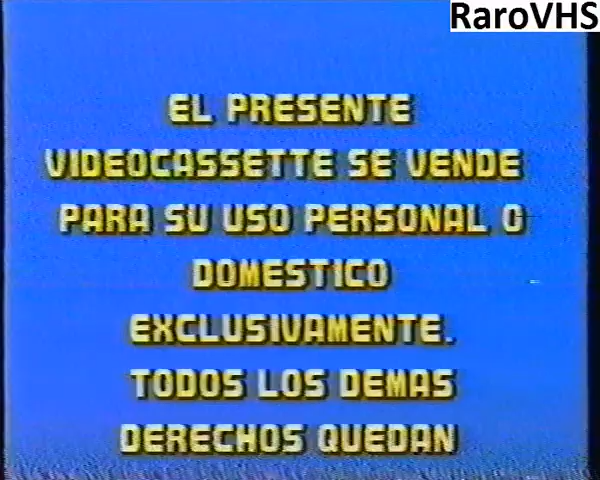 RaroVHS
EL PRESENTE
VIDEOCASSETTE SE VENDE
PARA SU USO PERSONAL O
DOMESTICO
EXCLUSIVAMENTE.
TODOS LOS DEMAS
DERECHOS QUEDAN